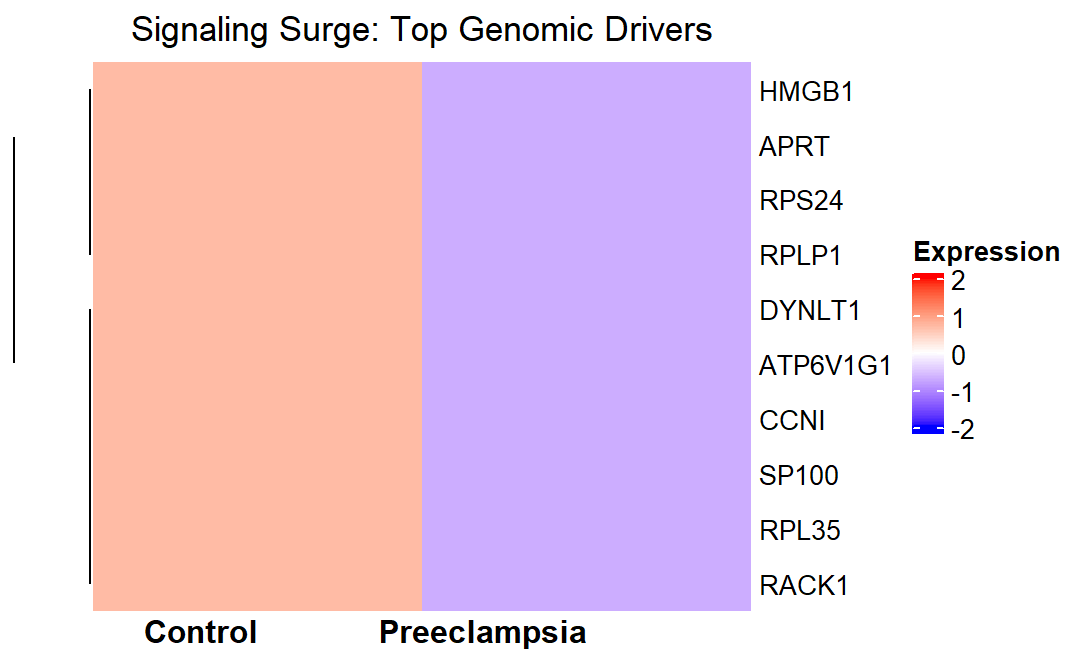 Signaling Surge: Top Genomic Drivers
HMGB1
APRT
RPS24
RPLP1
DYNLT1
ATP6V1G1
CCNI
SP100
RPL35
RACK1
Expression
2
1
0
-1
-2
Control Preeclampsia